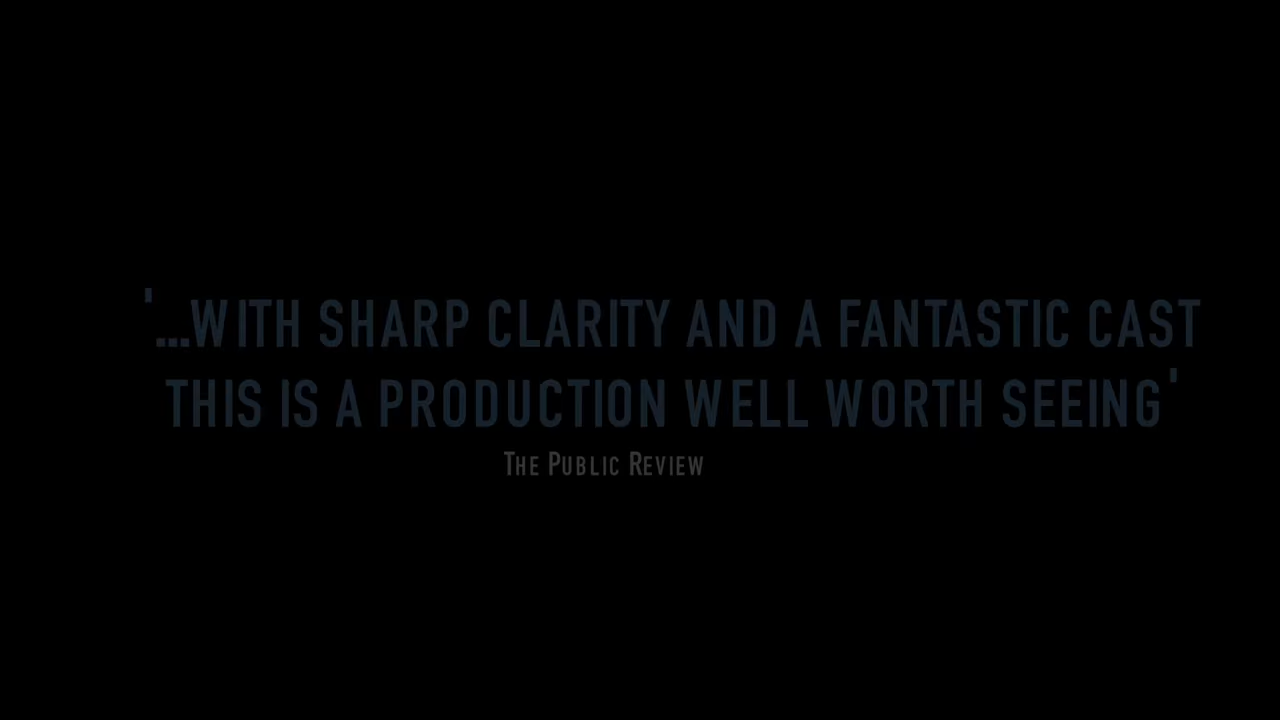 '...WITH SHARP CLARITY AND A FANTASTIC CAST
THIS IS A PRODUCTION WELL WORTH SEEING'
THE PUBLIC REVIEW